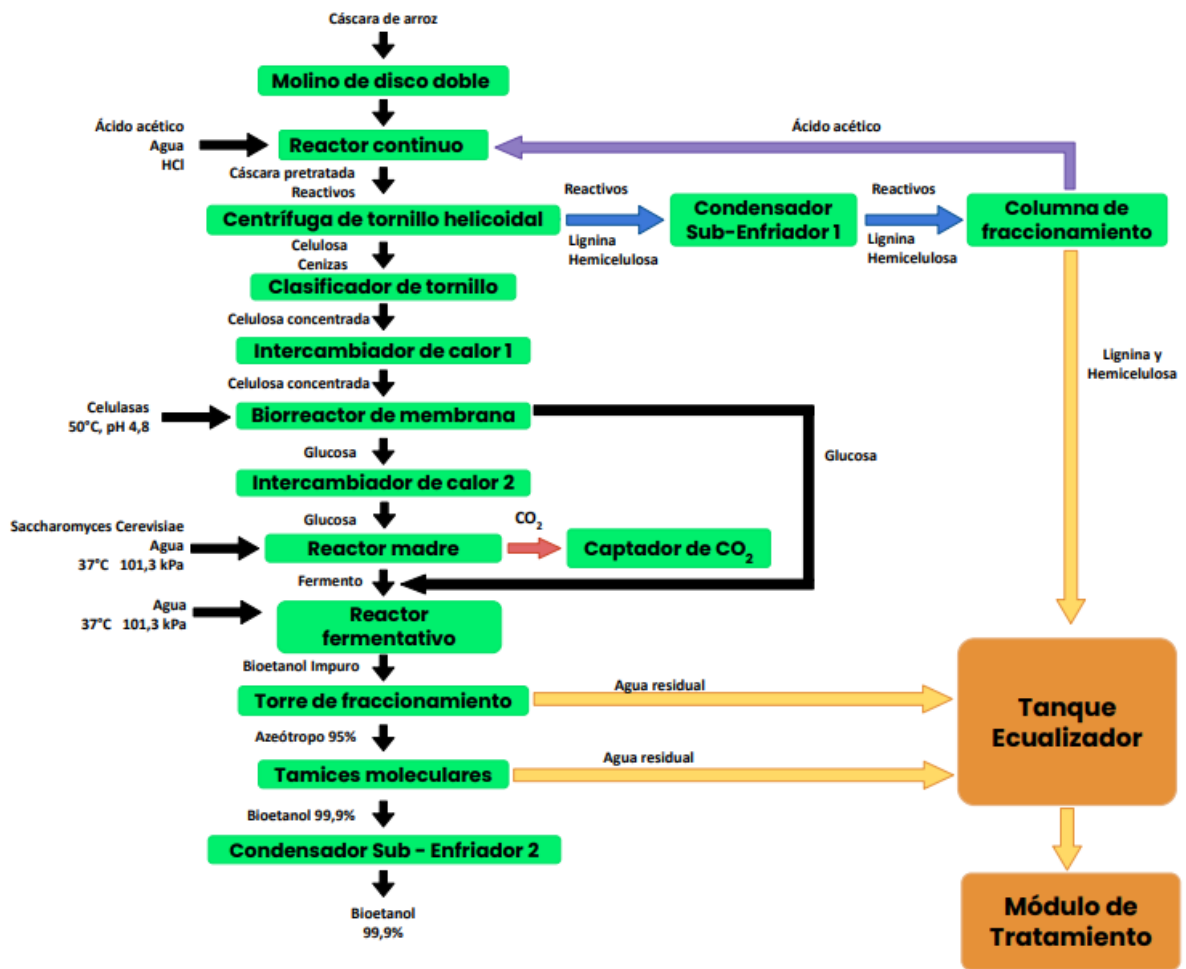 Cáscara de arroz
Molino de disco doble
Ácido acético
Agua
HCl
Reactor continuo
Ácido acético
Cáscara pretratada
Reactivos
Centrífuga de tornillo helicoidal
Reactivos
Lignina
Hemicelulosa
Condensador
Sub-Enfriador 1
Reactivos
Lignina
Hemicelulosa
Columna de
fraccionamiento
Celulosa
Cenizas
Clasificador de tornillo
Celulosa concentrada
Intercambiador de calor 1
Lignina y
Hemicelulosa
Celulosa concentrada
Celulasas
50°C, pH 4,8
Biorreactor de membrana
Glucosa
Glucosa
Intercambiador de calor 2
Glucosa
Saccharomyces Cerevisiae
Agua
37°C 101,3 kPa
Reactor madre
CO₂
Captador de CO₂
Fermento
Agua
37°C 101,3 kPa
Reactor
fermentativo
Bioetanol Impuro
Torre de fraccionamiento
Agua residual
Tanque
Ecualizador
Azeótropo 95%
Tamices moleculares
Agua residual
Bioetanol 99,9%
Condensador Sub - Enfriador 2
Bioetanol
99,9%
Módulo de
Tratamiento